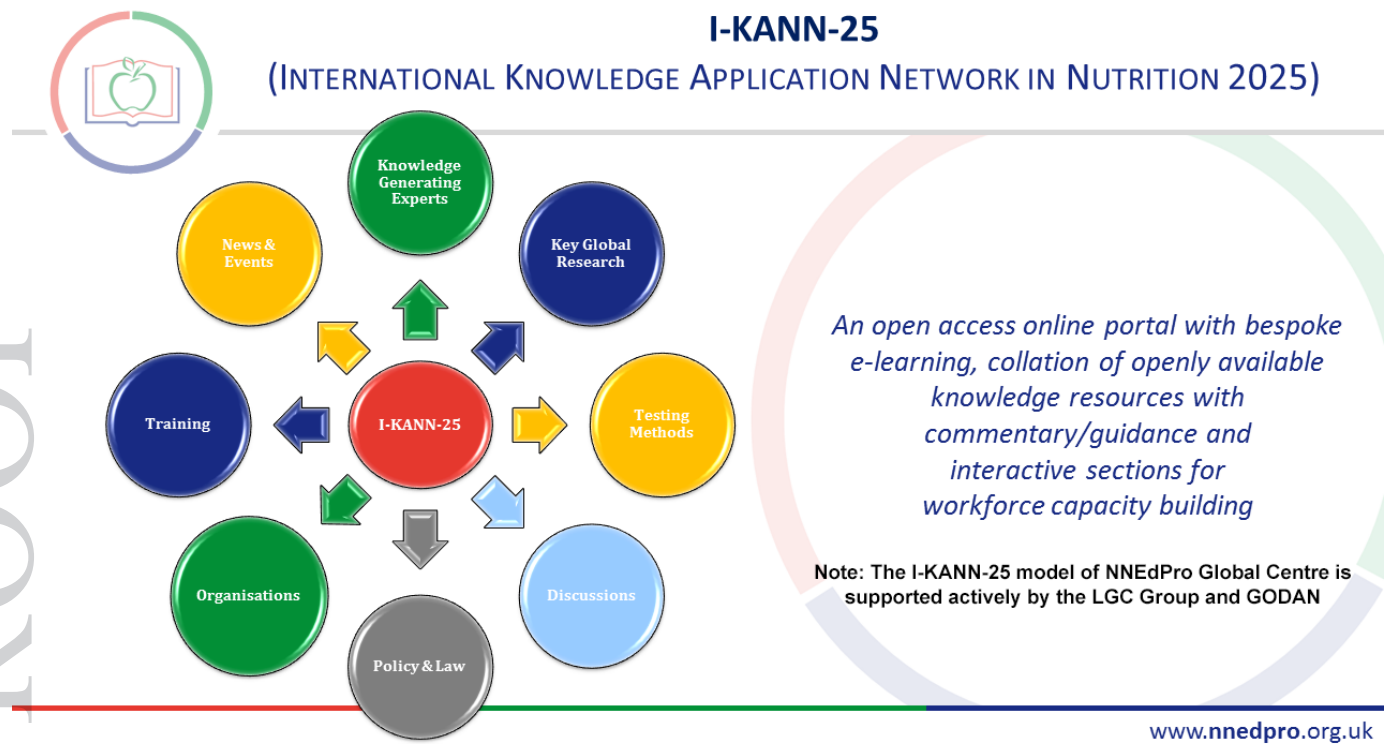 I-KANN-25
(INTERNATIONAL KNOWLEDGE APPLICATION NETWORK IN NUTRITION 2025)
Knowledge
Generating
Experts
News &
Events
Key Global
Research
Training
I-KANN-25
Testing
Methods
Organisations
Discussions
Policy & Law
An open access online portal with bespoke
e-learning, collation of openly available
knowledge resources with
commentary/guidance and
interactive sections for
workforce capacity building
Note: The I-KANN-25 model of NNEdPro Global Centre is
supported actively by the LGC Group and GODAN
www.nnedpro.org.uk